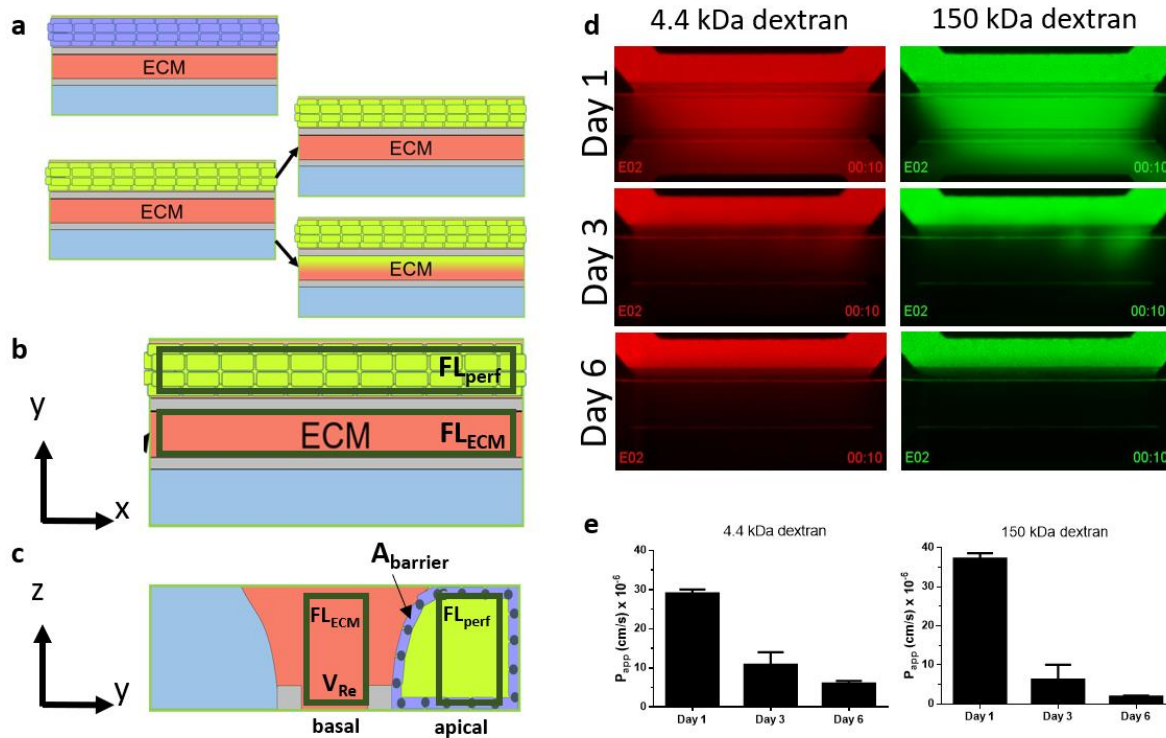 a
ECM
ECM
ECM
ECM
b
FLperf
ECM FLECM
y
x
c
Abarrier
z
FLECM
FLperf
VRe
y
basal
apical
d
4.4 kDa dextran
150 kDa dextran
Day 1
E02
00:10
E02
00:10
Day 3
E02
00:10
E02
00:10
Day 6
E02
00:10
E02
00:10
e
4.4 kDa dextran
Papp (cm/s) x 10-6
40
30
20
10
0
Day 1
Day 3
Day 6
150 kDa dextran
Papp (cm/s) x 10-6
40
30
20
10
0
Day 1
Day 3
Day 6